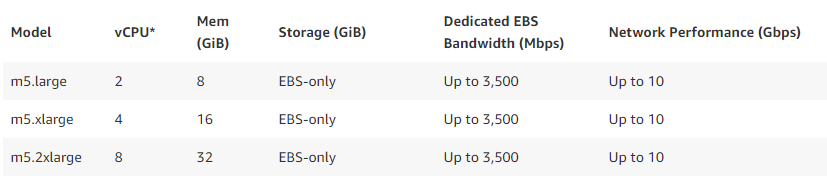 Model vCPU* Mem (GiB) Storage (GiB) Dedicated EBS Bandwidth (Mbps) Network Performance (Gbps)
m5.large 2 8 EBS-only Up to 3,500 Up to 10
m5.xlarge 4 16 EBS-only Up to 3,500 Up to 10
m5.2xlarge 8 32 EBS-only Up to 3,500 Up to 10